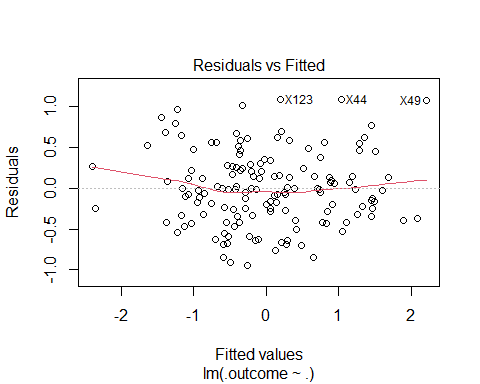 Residuals vs Fitted
Residuals
1.0
0.5
0.0
-0.5
-1.0
X123
X44
X49
-2 -1 0 1 2
Fitted values
lm(.outcome ~ .)